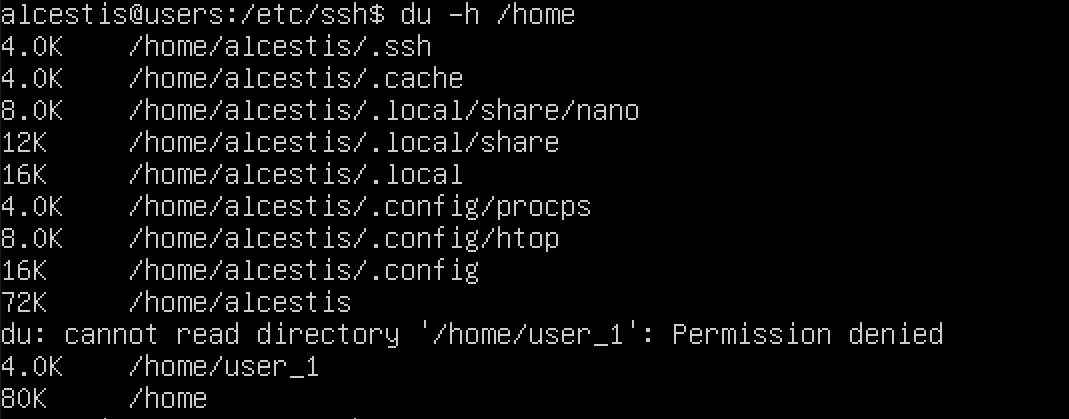 alcestis@users:/etc/ssh$ du -h /home
4.0K /home/alcestis/.ssh
4.0K /home/alcestis/.cache
8.0K /home/alcestis/.local/share/nano
12K /home/alcestis/.local/share
16K /home/alcestis/.local
4.0K /home/alcestis/.config/procps
8.0K /home/alcestis/.config/htop
16K /home/alcestis/.config
72K /home/alcestis
du: cannot read directory '/home/user_1': Permission denied
4.0K /home/user_1
80K /home